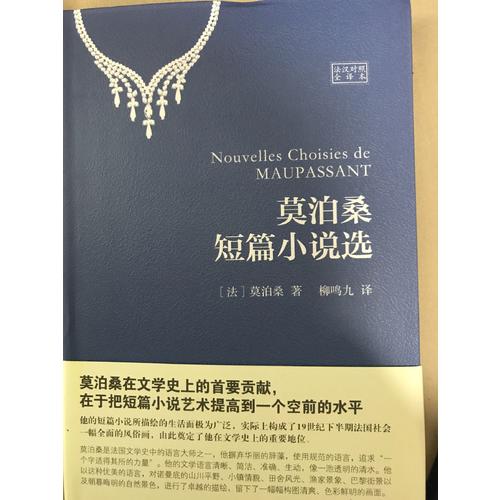 法汉对照
全译本
Nouvelles Choisies de
MAUPASSANT
莫泊桑
短篇小说选
［法］莫泊桑 著 柳鸣九 译
莫泊桑在文学史上的首要贡献，
在于把短篇小说艺术提高到一个空前的水平
他的短篇小说所描绘的生活面极为广泛，实际上构成了19世纪下半期法国社会
一幅全面的风俗画，由此奠定了他在文学史上的重要地位。
莫泊桑是法国文学史中的语言大师之一，他摒弃华丽的辞藻，使用规范的语言，追求“一
个字适得其所的力量”。他的文学语言清晰、简洁、准确、生动，像一池透明的清水。他
以这种优美的语言，对诺曼底的山川平野、小镇情貌、田舍风光、渔家景象、巴黎街景以
及朝暮晦明的自然景色，进行了卓越的描绘，留下了一幅幅构图清爽、色彩鲜明的画面。